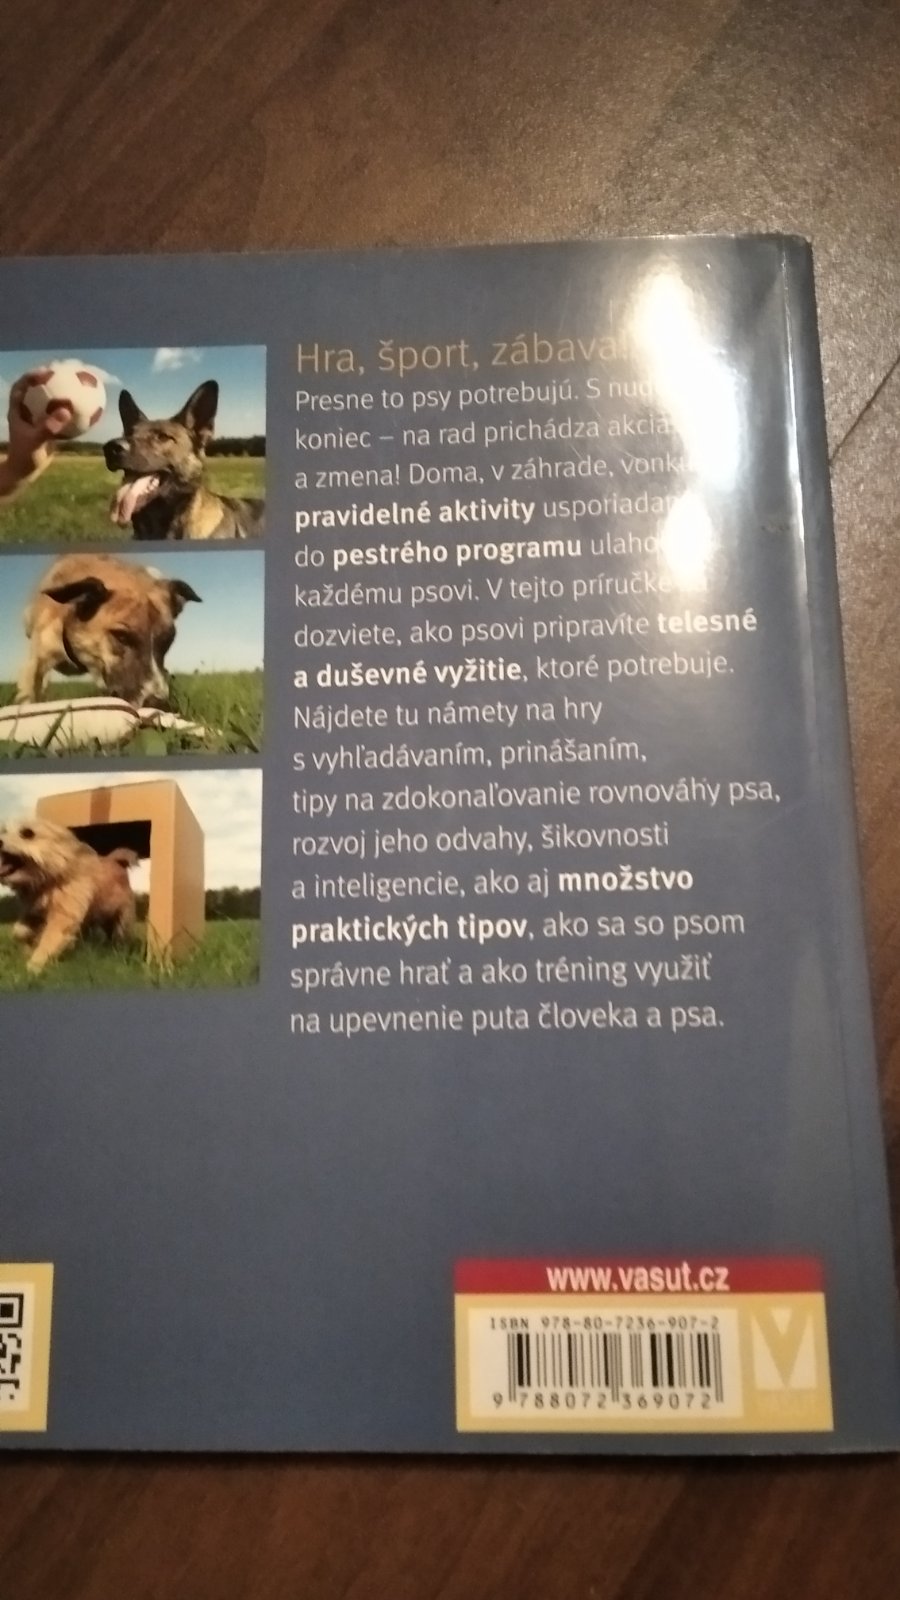 Hra, šport, zábava!
Presne to psy potrebujú. S
koniec – na rad prichádza akcia
a zmena! Doma, v záhrade, vonku
pravidelné aktivity
do pestrého programu
každému psovi. V tejto príručke
dozviete, ako psovi pripravíte telesné
a duševné vyžitie, ktoré potrebuje.
Nájdete tu námety na hry
s vyhľadávaním, prinášaním,
tipy na zdokonaľovanie rovnováhy psa,
rozvoj jeho odvahy, šikovnosti
a inteligencie, ako aj množstvo
praktických tipov, ako sa so psom
správne hrať a ako tréning využiť
na upevnenie puta človeka a psa.
www.vasut.cz
ISBN 978-80-7236-907-2
9 788072 369072